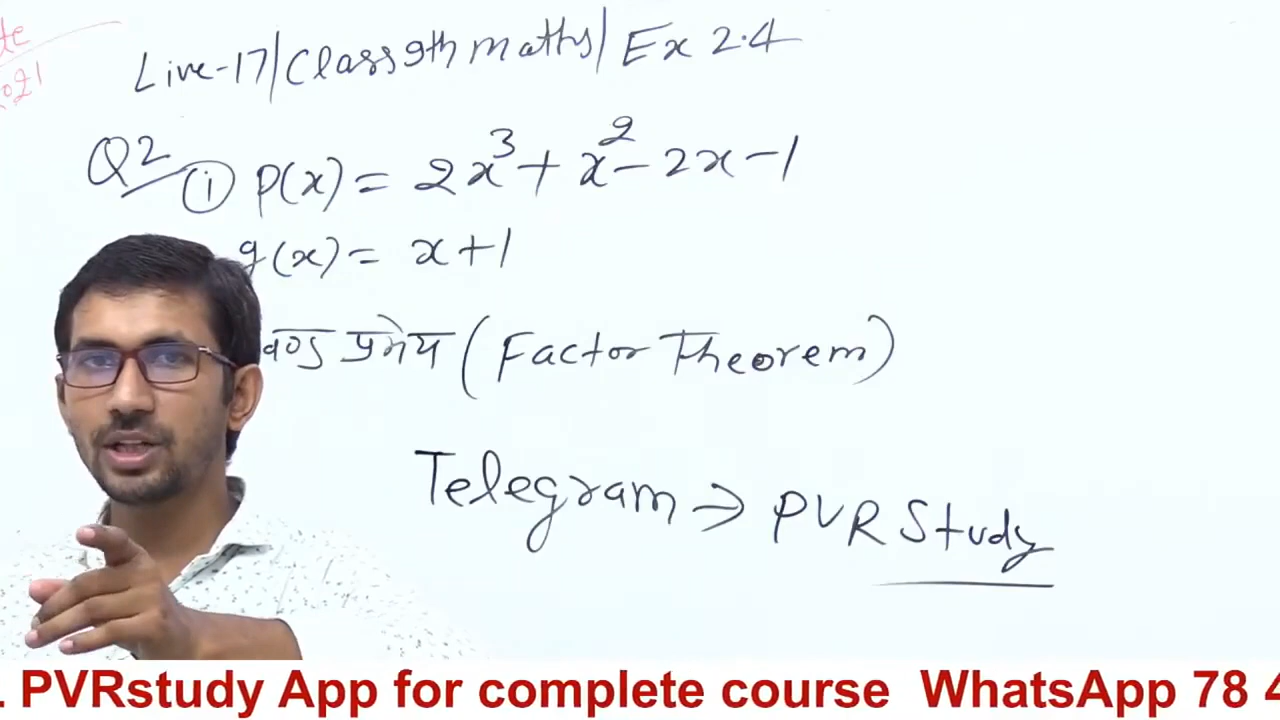 Live-17/Class 9th maths/ Ex 2.4
Q2 (i) p(x) = 2x³ + x² - 2x - 1
g(x) = x + 1
प्रमेय (Factor Theorem)
Telegram → PVR Study
PVRstudy App for complete course WhatsApp 78